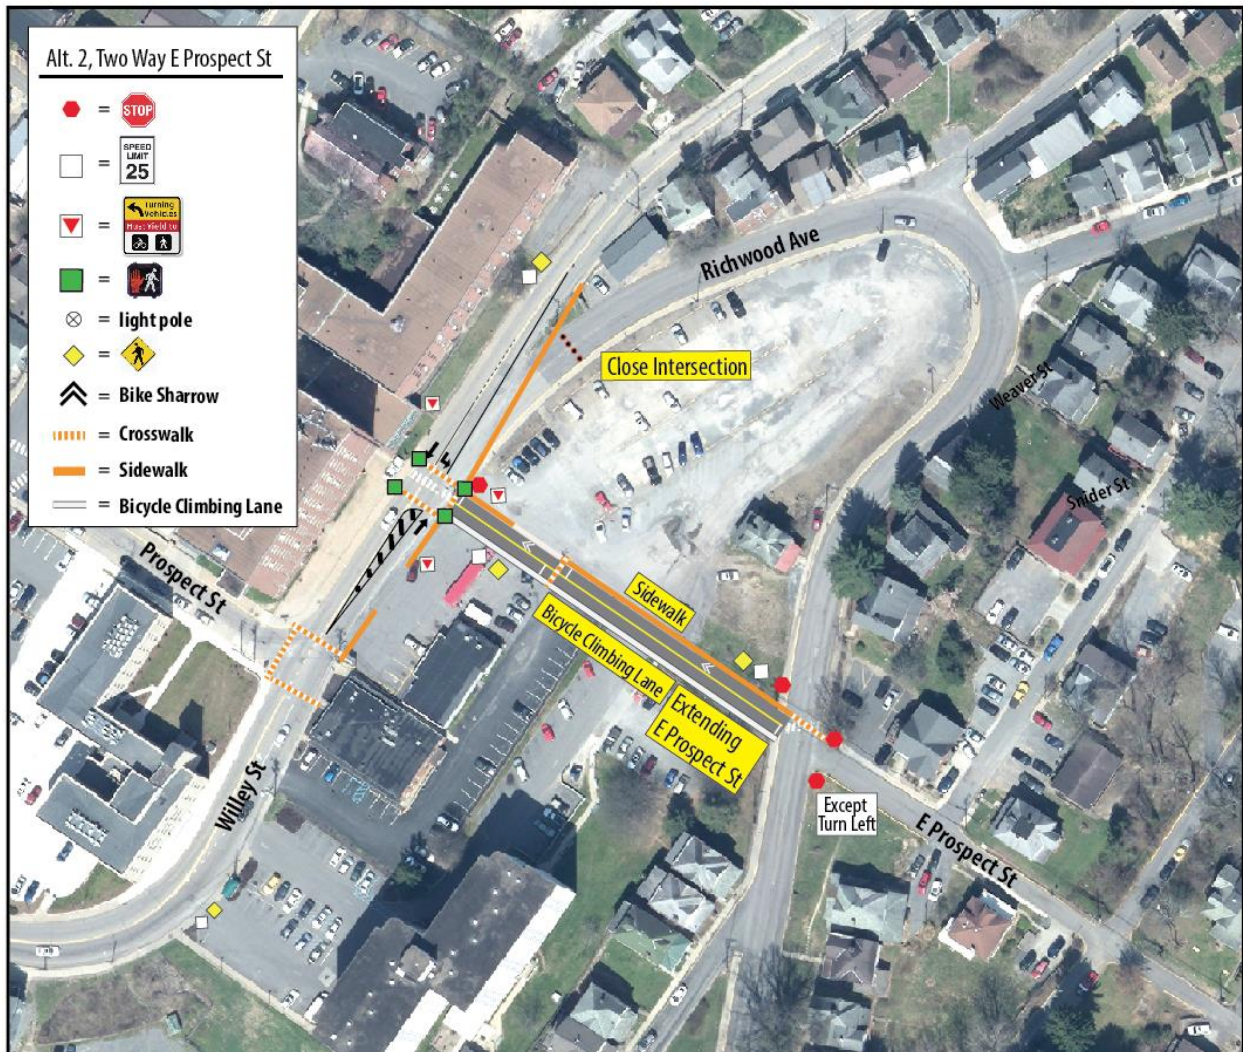 Alt. 2, Two Way E Prospect St
= STOP
= SPEED LIMIT 25
= Turning Vehicles Must Yield to
=
= light pole
=
= Bike Sharrow
= Crosswalk
= Sidewalk
= Bicycle Climbing Lane
Richwood Ave
Close Intersection
Weaver St
Snider St
Prospect St
Sidewalk
Bicycle Climbing Lane
Extending
E Prospect St
Willey St
Except
Turn Left
E Prospect St